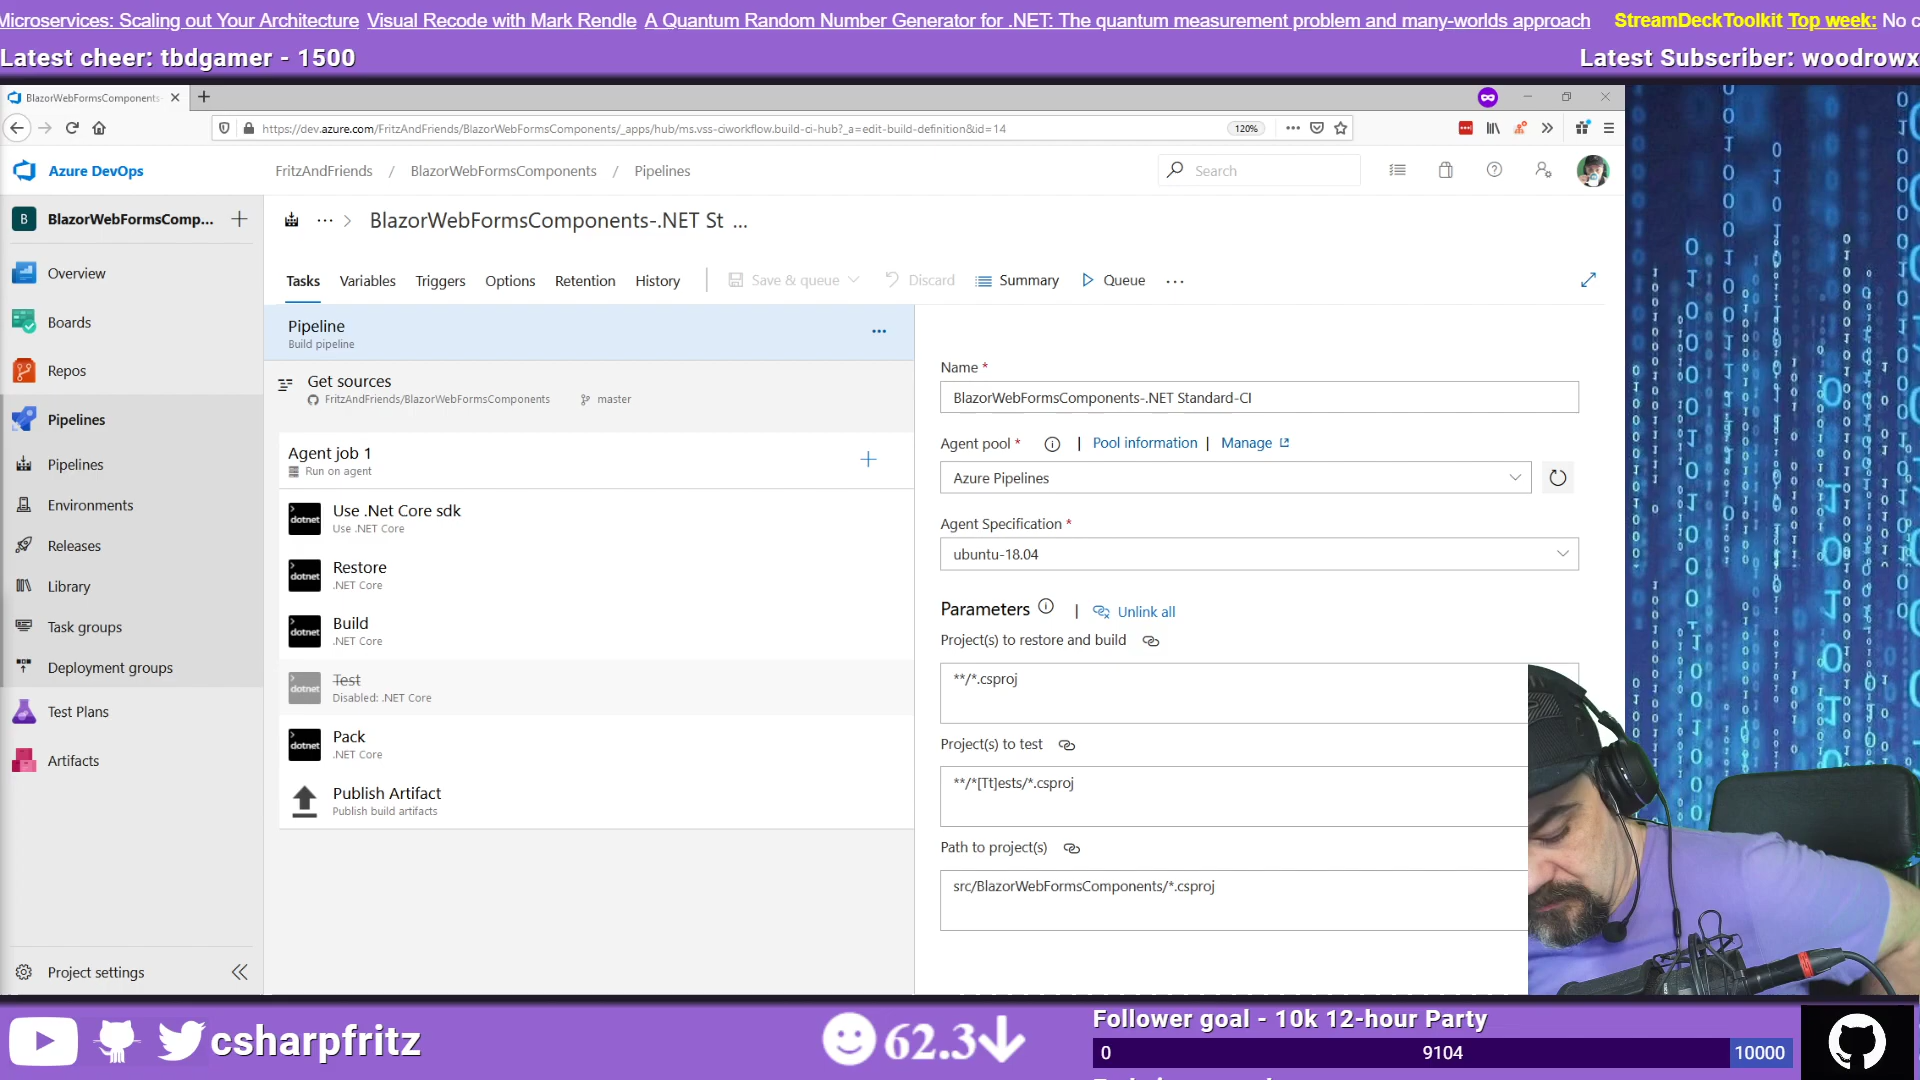 Microservices: Scaling out Your Architecture Visual Recode with Mark Rendle A Quantum Random Number Generator for .NET: The quantum measurement problem and many-worlds approach StreamDeckToolkit Top week: No c
Latest cheer: tbdgamer - 1500
Latest Subscriber: woodrowx
BlazorWebFormsComponents-
https://dev.azure.com/FritzAndFriends/BlazorWebFormsComponents/_apps/hub/ms.vss-ciworkflow.build-ci-hub?_a=edit-build-definition&id=14
120%
Azure DevOps
FritzAndFriends / BlazorWebFormsComponents / Pipelines
Search
B BlazorWebFormsComp...
BlazorWebFormsComponents-.NET St ...
Overview
Boards
Repos
Pipelines
Pipelines
Environments
Releases
Library
Task groups
Deployment groups
Test Plans
Artifacts
Project settings
Tasks Variables Triggers Options Retention History Save & queue Discard Summary Queue ...
Pipeline
Build pipeline
Get sources
FritzAndFriends/BlazorWebFormsComponents master
Agent job 1
Run on agent
dotnet Use .Net Core sdk
Use .NET Core
dotnet Restore
.NET Core
dotnet Build
.NET Core
dotnet Test
Disabled: .NET Core
dotnet Pack
.NET Core
Publish Artifact
Publish build artifacts
Name *
BlazorWebFormsComponents-.NET Standard-CI
Agent pool * | Pool information | Manage
Azure Pipelines
Agent Specification *
ubuntu-18.04
Parameters | Unlink all
Project(s) to restore and build
**/*.csproj
Project(s) to test
**/*[Tt]ests/*.csproj
Path to project(s)
src/BlazorWebFormsComponents/*.csproj
csharpfritz
62.3
Follower goal - 10k 12-hour Party
0 9104 10000